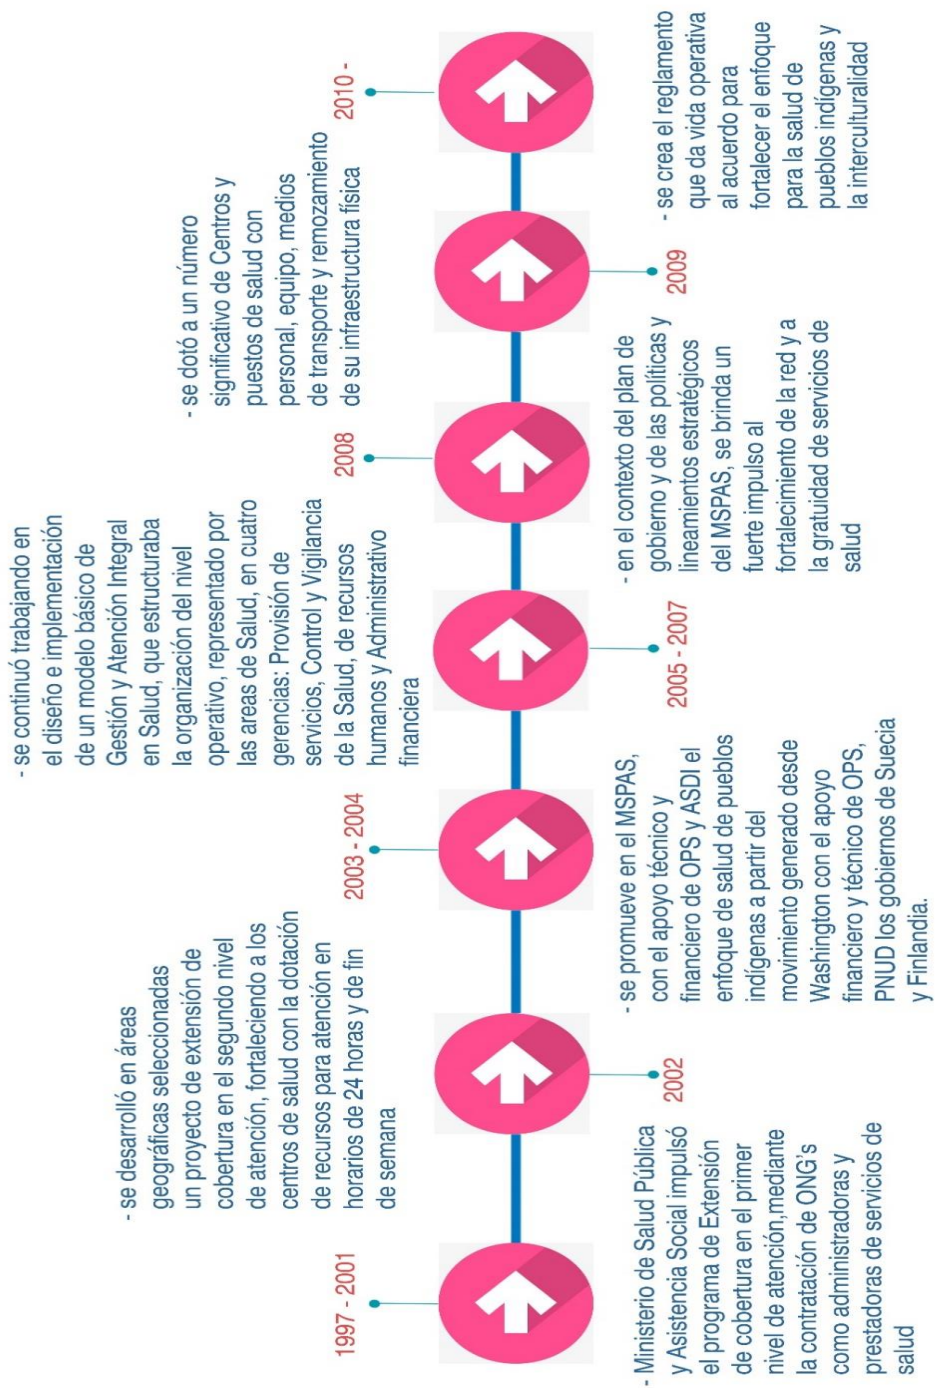 1997 - 2001
- Ministerio de Salud Pública
y Asistencia Social impulsó
el programa de Extensión
de cobertura en el primer
nivel de atención,mediante
la contratación de ONG's
como administradoras y
prestadoras de servicios de
salud
- se desarrolló en áreas
geográficas seleccionadas
un proyecto de extensión de
cobertura en el segundo nivel
de atención, fortaleciendo a los
centros de salud con la dotación
de recursos para atención en
horarios de 24 horas y de fin
de semana
2002
2003 - 2004
- se promueve en el MSPAS,
con el apoyo técnico y
financiero de OPS y ASDI el
enfoque de salud de pueblos
indígenas a partir del
movimiento generado desde
Washington con el apoyo
financiero y técnico de OPS,
PNUD los gobiernos de Suecia
y Finlandia.
- se continuó trabajando en
el diseño e implementación
de un modelo básico de
Gestión y Atención Integral
en Salud, que estructuraba
la organización del nivel
operativo, representado por
las areas de Salud, en cuatro
gerencias: Provisión de
servicios, Control y Vigilancia
de la Salud, de recursos
humanos y Administrativo
financiera
2005 - 2007
2008
- en el contexto del plan de
gobierno y de las políticas y
lineamientos estratégicos
del MSPAS, se brinda un
fuerte impulso al
fortalecimiento de la red y a
la gratuidad de servicios de
salud
- se dotó a un número
significativo de Centros y
puestos de salud con
personal, equipo, medios
de transporte y remozamiento
de su infraestructura física
2009
2010 -
- se crea el reglamento
que da vida operativa
al acuerdo para
fortalecer el enfoque
para la salud de
pueblos indígenas y
la interculturalidad